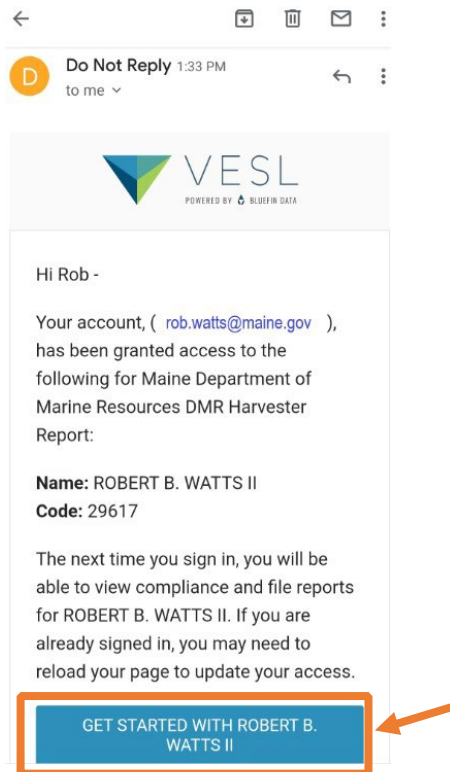 D
Do Not Reply 1:33 PM
to me
VESL
POWERED BY BLUEFIN DATA
Hi Rob -
Your account, ( rob.watts@maine.gov ),
has been granted access to the
following for Maine Department of
Marine Resources DMR Harvester
Report:
Name: ROBERT B. WATTS II
Code: 29617
The next time you sign in, you will be
able to view compliance and file reports
for ROBERT B. WATTS II. If you are
already signed in, you may need to
reload your page to update your access.
GET STARTED WITH ROBERT B.
WATTS II